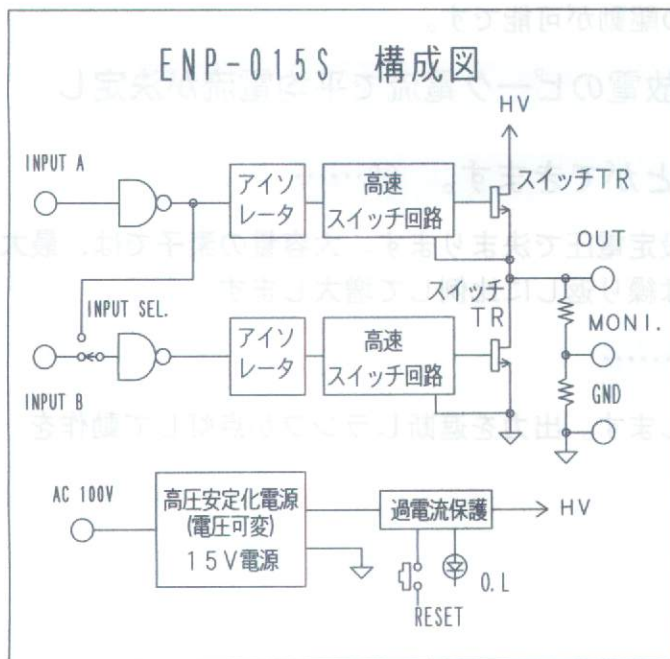 ENP-015S 構成図
HV
INPUT A
アイソ
レータ
高速
スイッチ回路
スイッチTR
OUT
INPUT SEL.
スイッチ
TR
MONI.
INPUT B
アイソ
レータ
高速
スイッチ回路
GND
AC 100V
高圧安定化電源
(電圧可変)
15V電源
過電流保護
HV
O.L
RESET